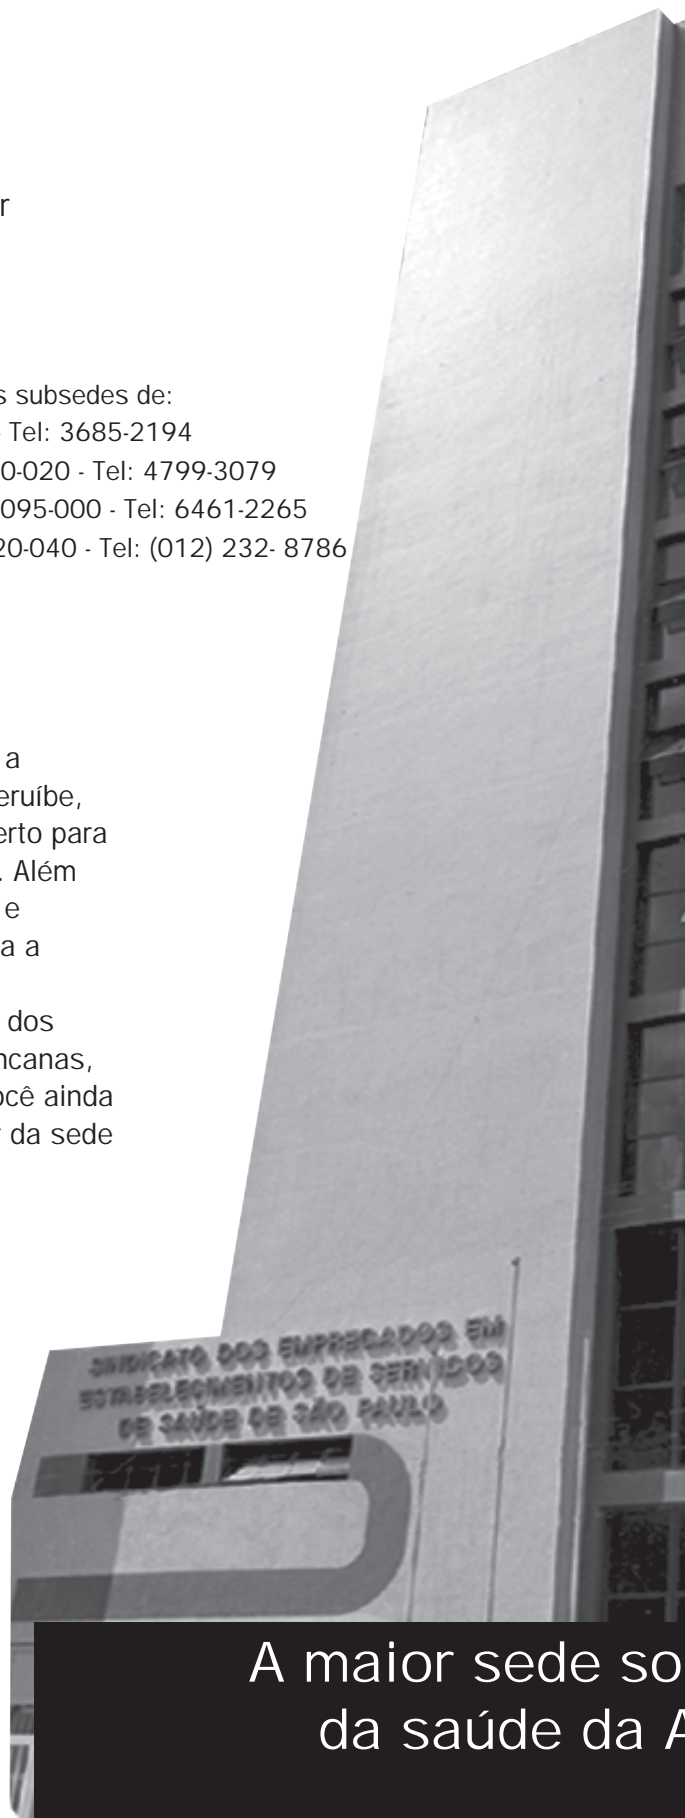 r
s subsedes de:
- Tel: 3685-2194
0-020 - Tel: 4799-3079
095-000 - Tel: 6461-2265
20-040 - Tel: (012) 232- 8786
a
eruíbe,
erto para
. Além
e
a a
dos
ncanas,
ocê ainda
r da sede
SINDICATO DOS EMPREGADOS EM
ESTABELECIMENTOS DE SERVIÇOS
DE SAÚDE DE SÃO PAULO
A maior sede so
da saúde da A